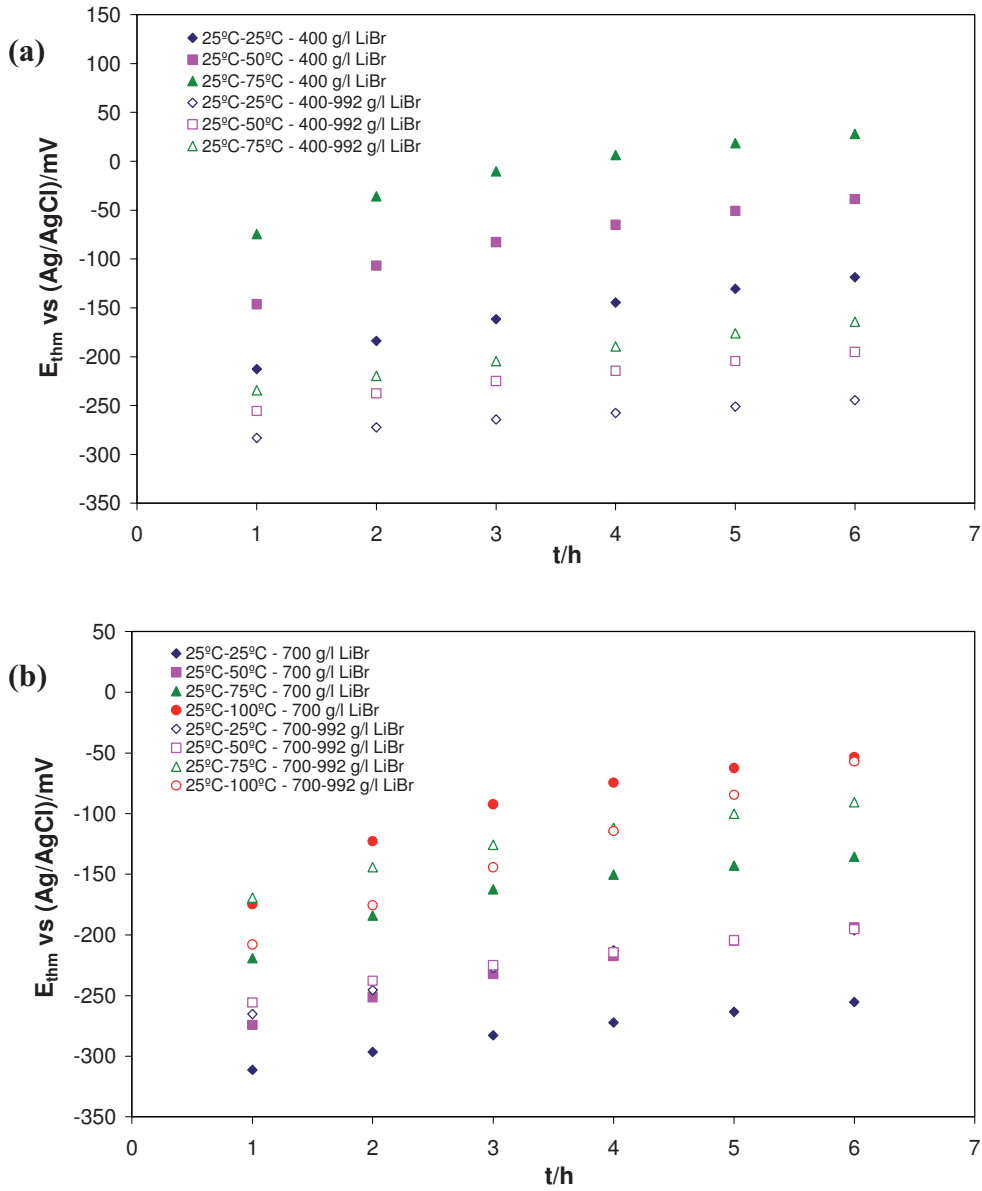 (a)
150
100
50
0
-50
-100
-150
-200
-250
-300
-350
E_thm vs (Ag/AgCl)/mV
25ºC-25ºC - 400 g/l LiBr
25ºC-50ºC - 400 g/l LiBr
25ºC-75ºC - 400 g/l LiBr
25ºC-25ºC - 400-992 g/l LiBr
25ºC-50ºC - 400-992 g/l LiBr
25ºC-75ºC - 400-992 g/l LiBr
0 1 2 3 4 5 6 7
t/h
(b)
50
0
-50
-100
-150
-200
-250
-300
-350
E_thm vs (Ag/AgCl)/mV
25ºC-25ºC - 700 g/l LiBr
25ºC-50ºC - 700 g/l LiBr
25ºC-75ºC - 700 g/l LiBr
25ºC-100ºC - 700 g/l LiBr
25ºC-25ºC - 700-992 g/l LiBr
25ºC-50ºC - 700-992 g/l LiBr
25ºC-75ºC - 700-992 g/l LiBr
25ºC-100ºC - 700-992 g/l LiBr
0 1 2 3 4 5 6 7
t/h